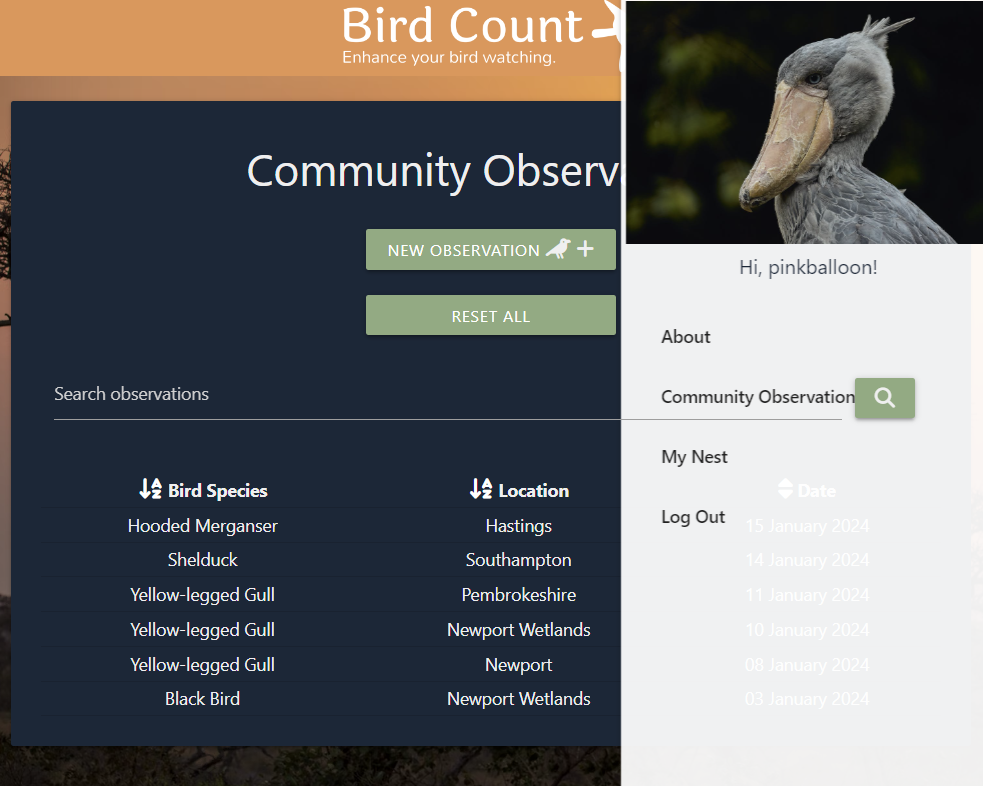 Bird Count
Enhance your bird watching.
Community Observ
NEW OBSERVATION
RESET ALL
Search observations
Bird Species Location Date
Hooded Merganser Hastings 15 January 2024
Shelduck Southampton 14 January 2024
Yellow-legged Gull Pembrokeshire 11 January 2024
Yellow-legged Gull Newport Wetlands 10 January 2024
Yellow-legged Gull Newport 08 January 2024
Black Bird Newport Wetlands 03 January 2024
Hi, pinkballoon!
About
Community Observation
My Nest
Log Out